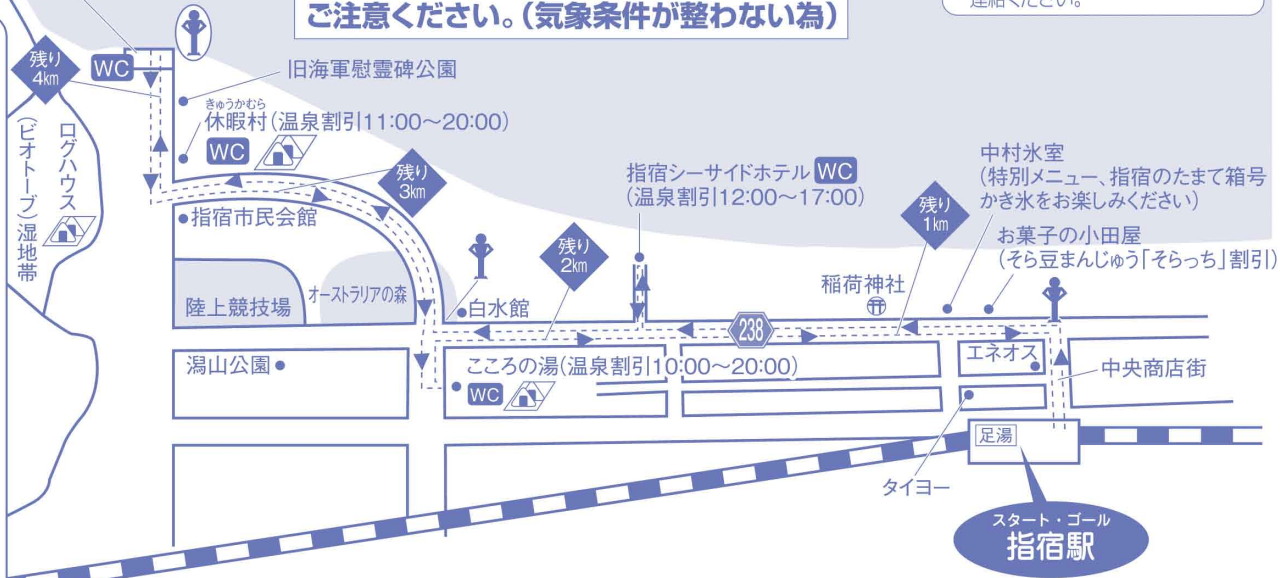 ご注意ください。(気象条件が整わない為)
連絡ください。
残り
4km
WC
旧海軍慰霊碑公園
きゅうかむら
休暇村(温泉割引11:00〜20:00)
WC
ログハウス
(ビオトープ)湿地帯
残り
3km
指宿市民会館
指宿シーサイドホテル WC
(温泉割引12:00〜17:00)
中村氷室
(特別メニュー、指宿のたまて箱号
かき氷をお楽しみください)
残り
1km
お菓子の小田屋
(そら豆まんじゅう「そらっち」割引)
残り
2km
稲荷神社
陸上競技場
オーストラリアの森
白水館
238
潟山公園
こころの湯(温泉割引10:00〜20:00)
WC
エネオス
中央商店街
足湯
タイヨー
スタート・ゴール
指宿駅